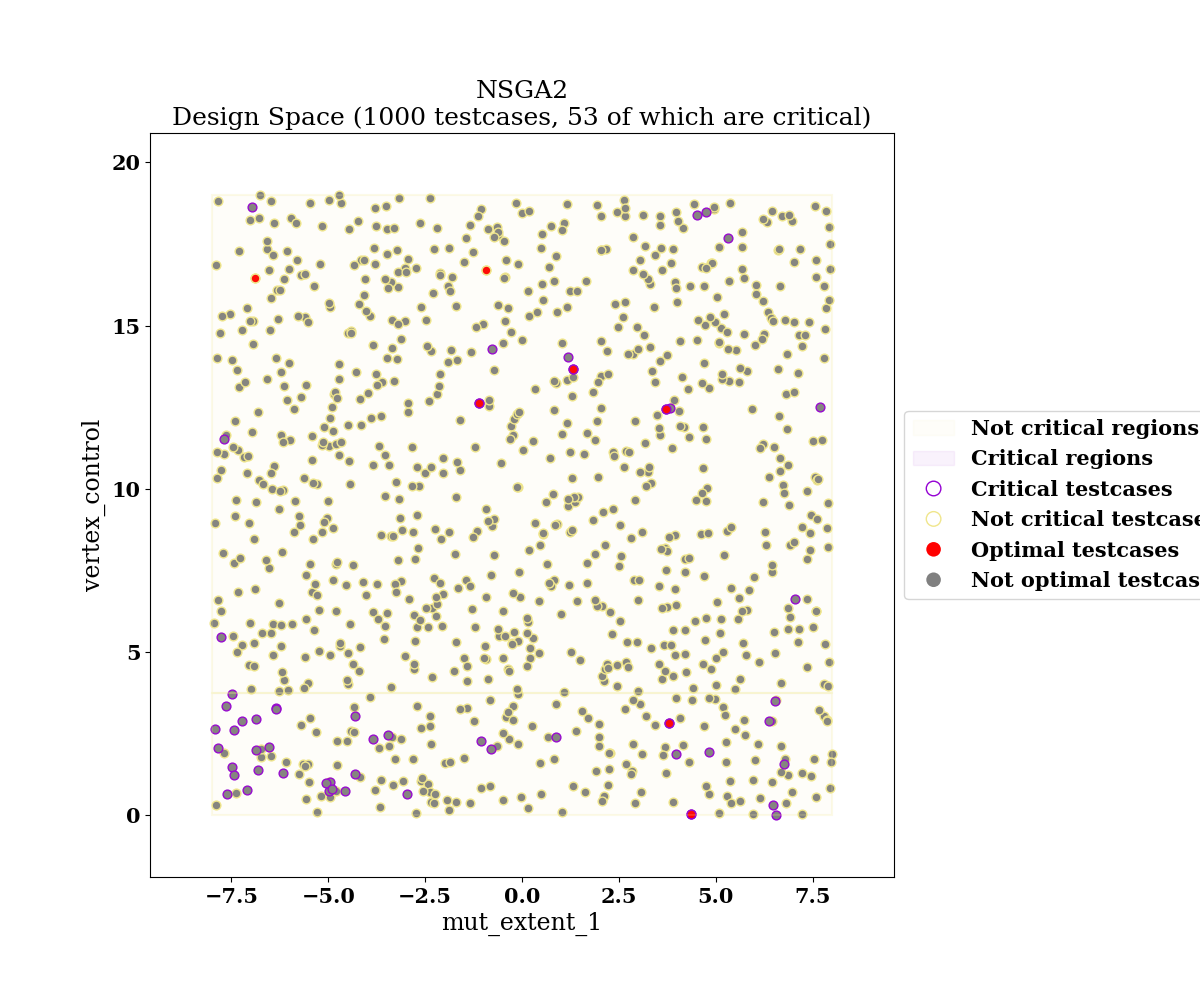 NSGA2
Design Space (1000 testcases, 53 of which are critical)
20
15
10
5
0
vertex_control
−7.5 −5.0 −2.5 0.0 2.5 5.0 7.5
mut_extent_1
Not critical regions
Critical regions
Critical testcases
Not critical testcase
Optimal testcases
Not optimal testcas